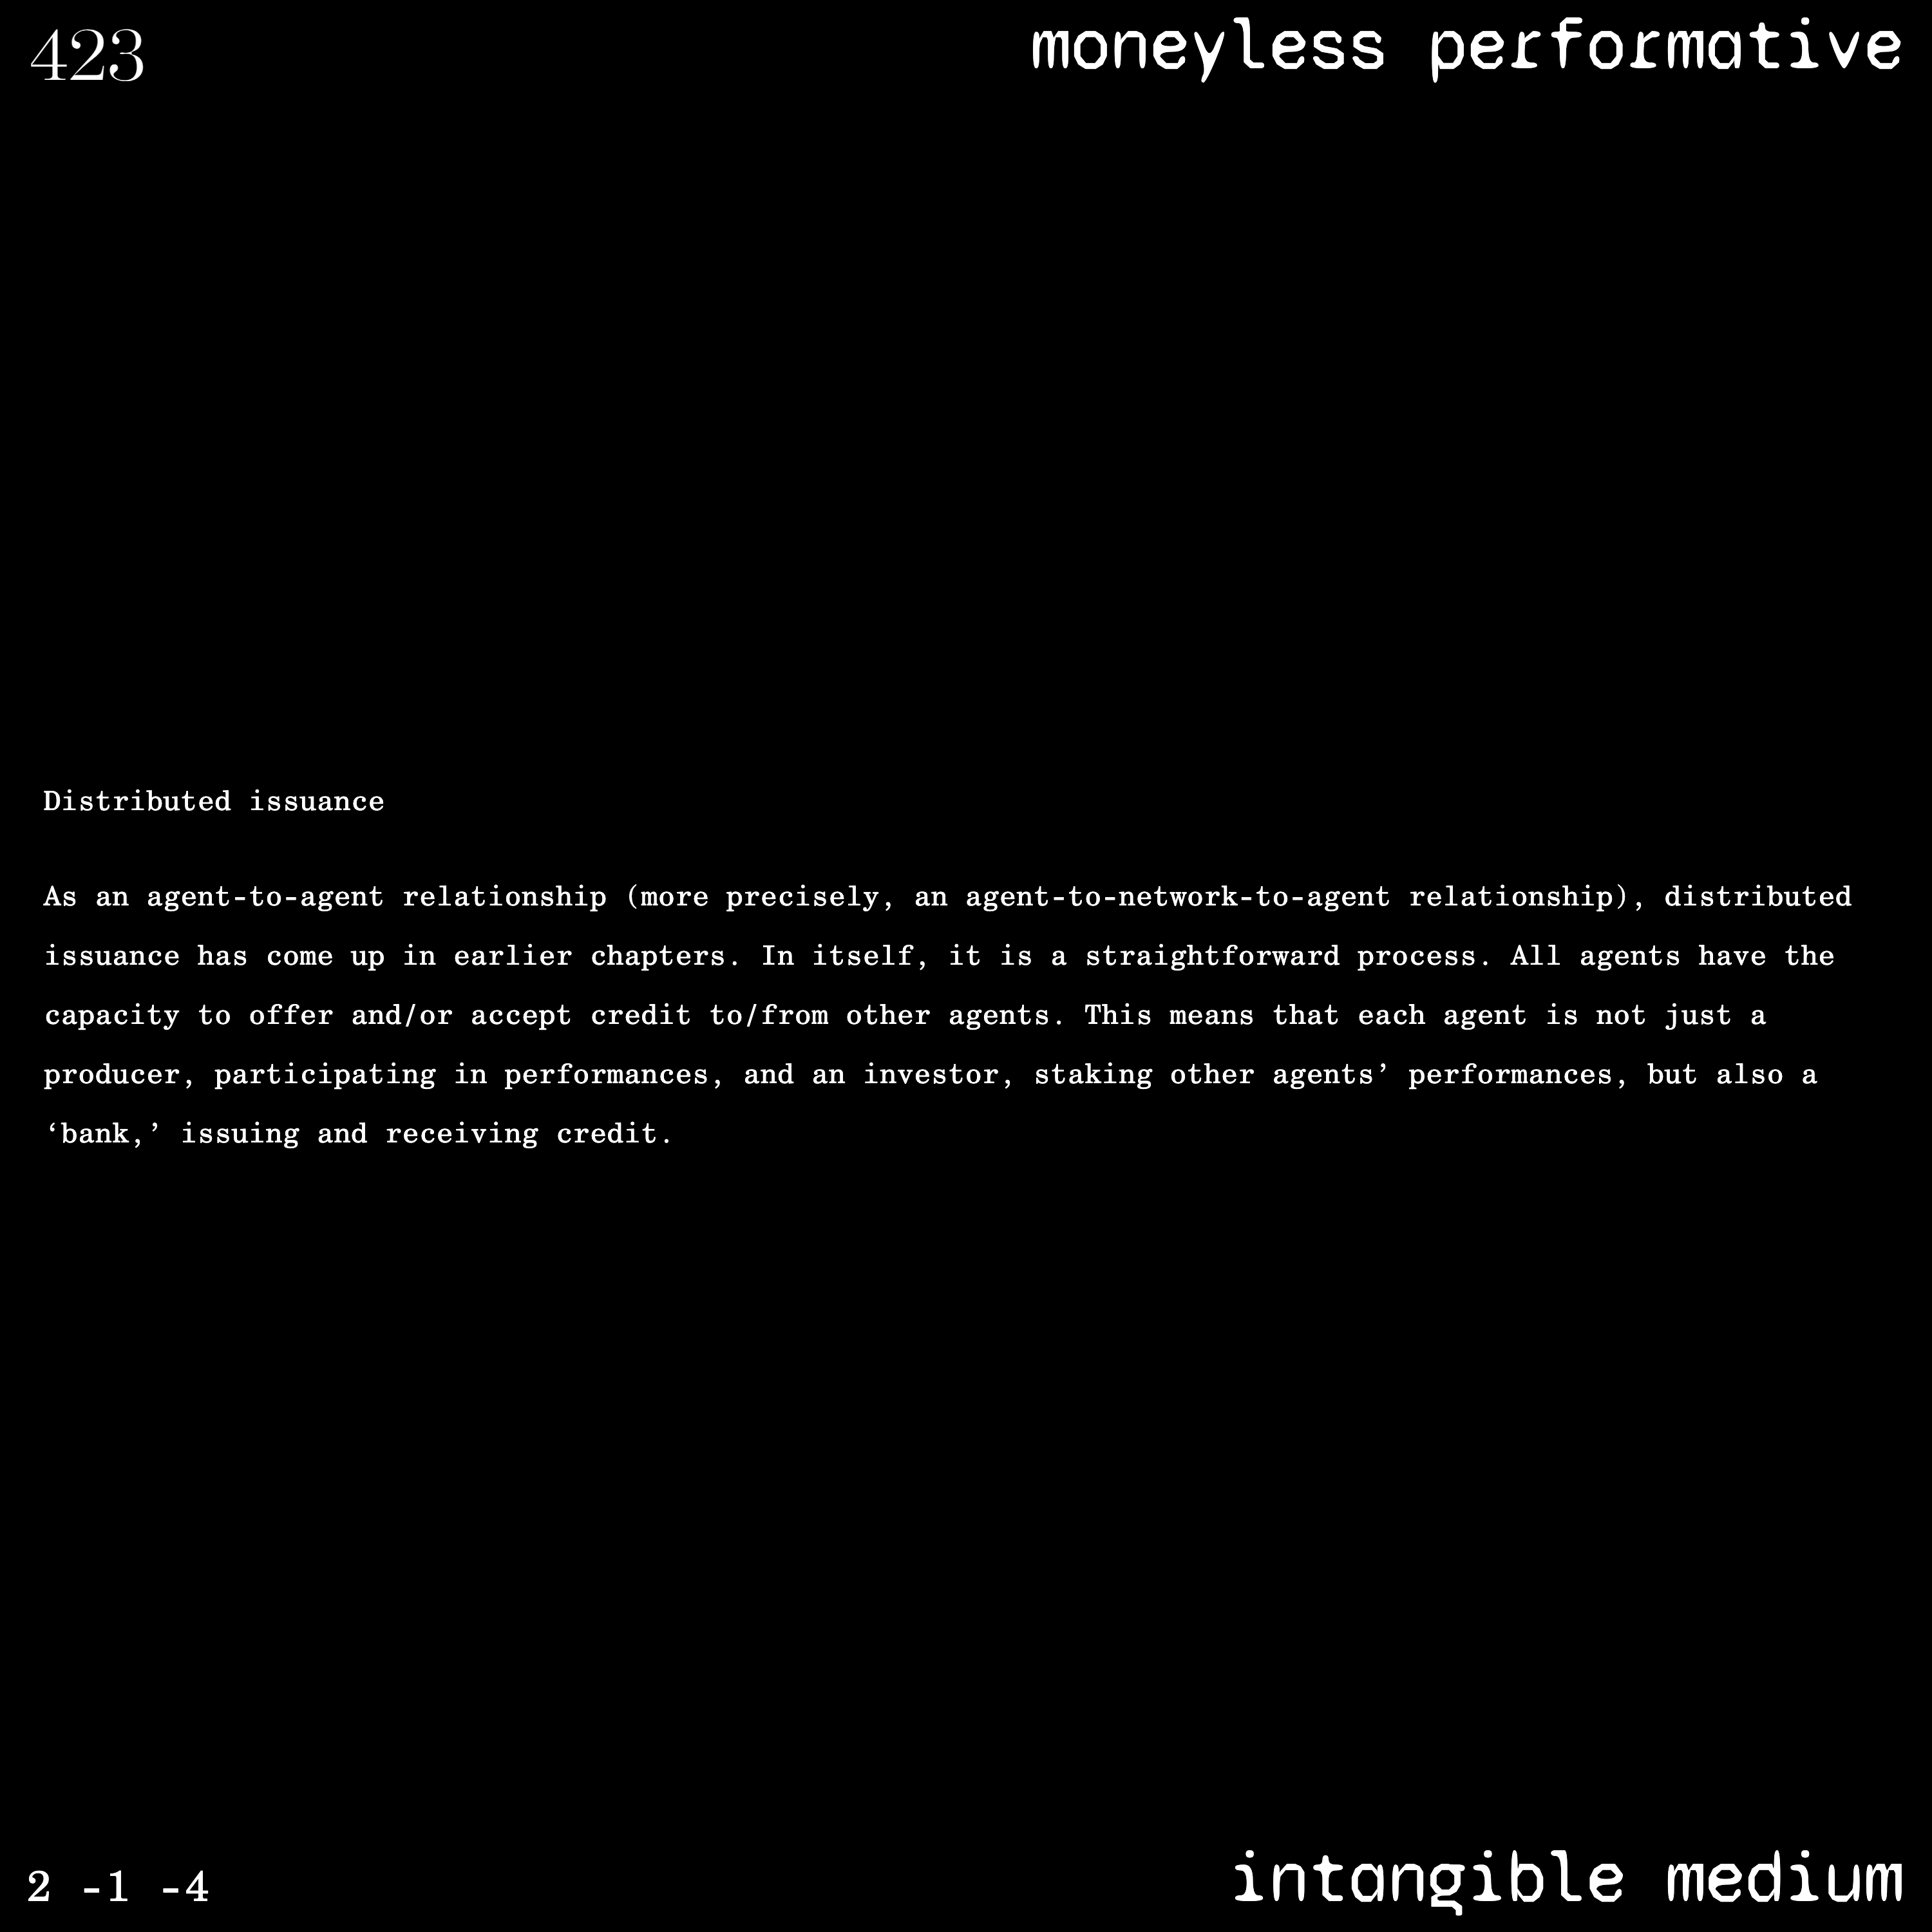 423
moneyless performative
Distributed issuance
As an agent-to-agent relationship (more precisely, an agent-to-network-to-agent relationship), distributed
issuance has come up in earlier chapters. In itself, it is a straightforward process. All agents have the
capacity to offer and/or accept credit to/from other agents. This means that each agent is not just a
producer, participating in performances, and an investor, staking other agents’ performances, but also a
‘bank,’ issuing and receiving credit.
2 -1 -4
intangible medium